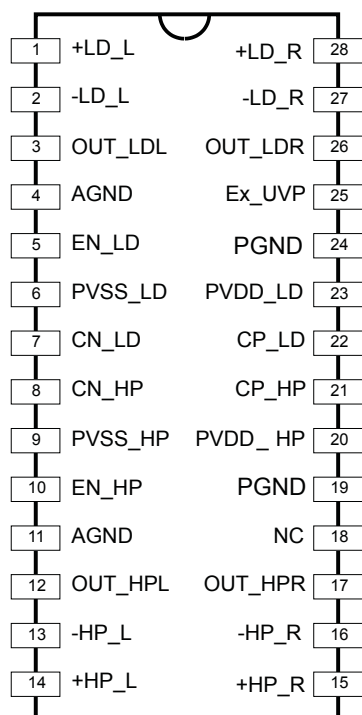 1 +LD_L +LD_R 28
2 -LD_L -LD_R 27
3 OUT_LDL OUT_LDR 26
4 AGND Ex_UVP 25
5 EN_LD PGND 24
6 PVSS_LD PVDD_LD 23
7 CN_LD CP_LD 22
8 CN_HP CP_HP 21
9 PVSS_HP PVDD_ HP 20
10 EN_HP PGND 19
11 AGND NC 18
12 OUT_HPL OUT_HPR 17
13 -HP_L -HP_R 16
14 +HP_L +HP_R 15